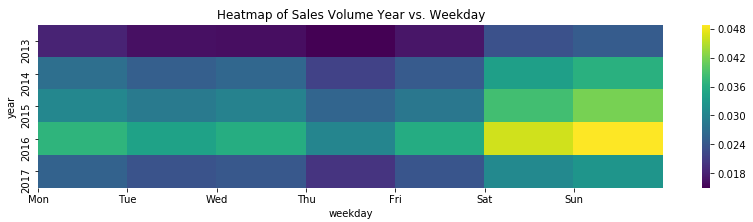 Heatmap of Sales Volume Year vs. Weekday
year
2013
2014
2015
2016
2017
Mon Tue Wed Thu Fri Sat Sun
weekday
0.048
0.042
0.036
0.030
0.024
0.018